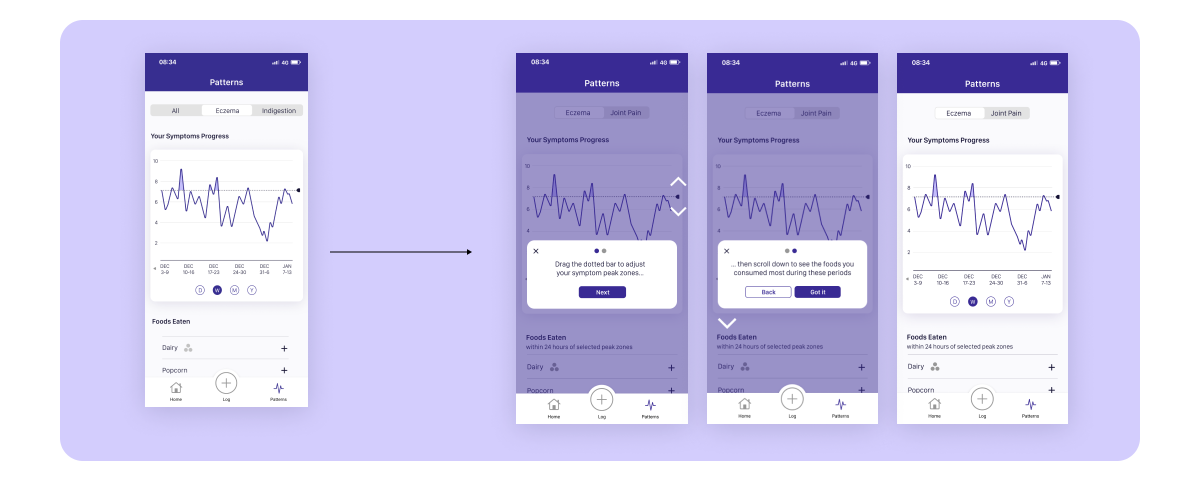 08:34 4G
Patterns
All Eczema Indigestion
Your Symptoms Progress
10
8
6
4
2
DEC DEC DEC DEC DEC JAN
3-9 10-16 17-23 24-30 31-6 7-13
D W M Y
Foods Eaten
Dairy +
Popcorn +
Home Log Patterns
08:34 4G
Patterns
Eczema Joint Pain
Your Symptoms Progress
10
8
6
4
Drag the dotted bar to adjust
your symptom peak zones...
Next
Foods Eaten
within 24 hours of selected peak zones
Dairy +
Popcorn +
Home Log Patterns
08:34 4G
Patterns
Eczema Joint Pain
Your Symptoms Progress
10
8
6
4
... then scroll down to see the foods you
consumed most during these periods
Back Got it
Foods Eaten
within 24 hours of selected peak zones
Dairy +
Popcorn +
Home Log Patterns
08:34 4G
Patterns
Eczema Joint Pain
Your Symptoms Progress
10
8
6
4
2
DEC DEC DEC DEC DEC JAN
3-9 10-16 17-23 24-30 31-6 7-13
D W M Y
Foods Eaten
within 24 hours of selected peak zones
Dairy +
Popcorn +
Home Log Patterns